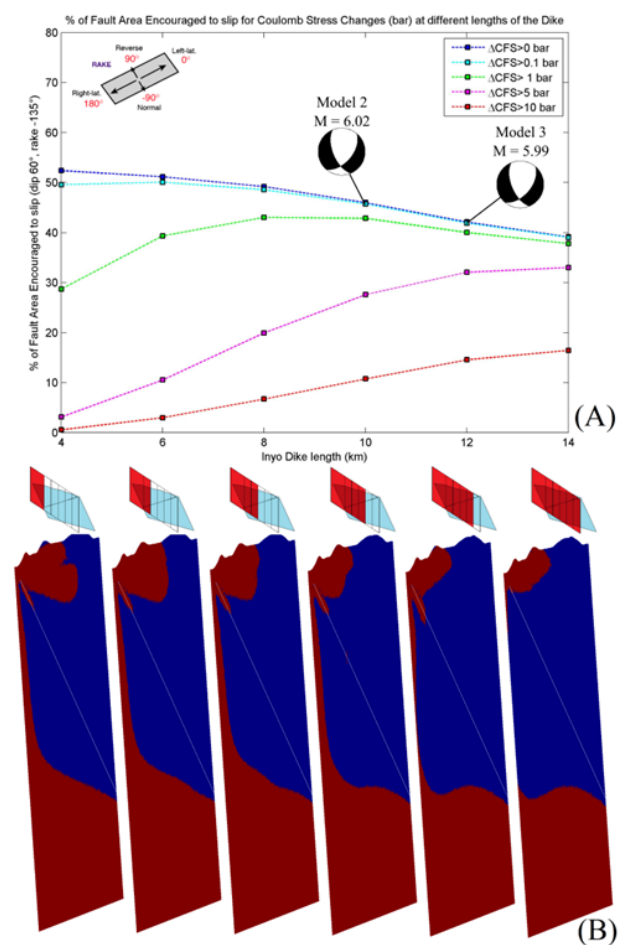 % of Fault Area Encouraged to slip for Coulomb Stress Changes (bar) at different lengths of the Dike
% of Fault Area Encouraged to slip (dip 60°, rake -135°)
80
70
60
50
40
30
20
10
0
Reverse
90°
Left-lat.
0°
RAKE
Right-lat.
180°
-90°
Normal
ΔCFS>0 bar
ΔCFS>0.1 bar
ΔCFS> 1 bar
ΔCFS>5 bar
ΔCFS>10 bar
Model 2
M = 6.02
Model 3
M = 5.99
4
6
8
10
12
14
Inyo Dike length (km)
(A)
(B)